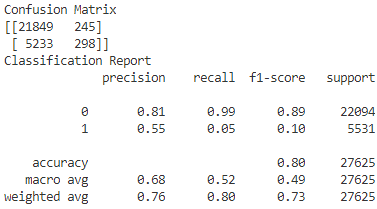 Confusion Matrix
[[21849   245]
 [ 5233   298]]
Classification Report
              precision    recall  f1-score   support

           0       0.81      0.99      0.89     22094
           1       0.55      0.05      0.10      5531

    accuracy                           0.80     27625
   macro avg       0.68      0.52      0.49     27625
weighted avg       0.76      0.80      0.73     27625